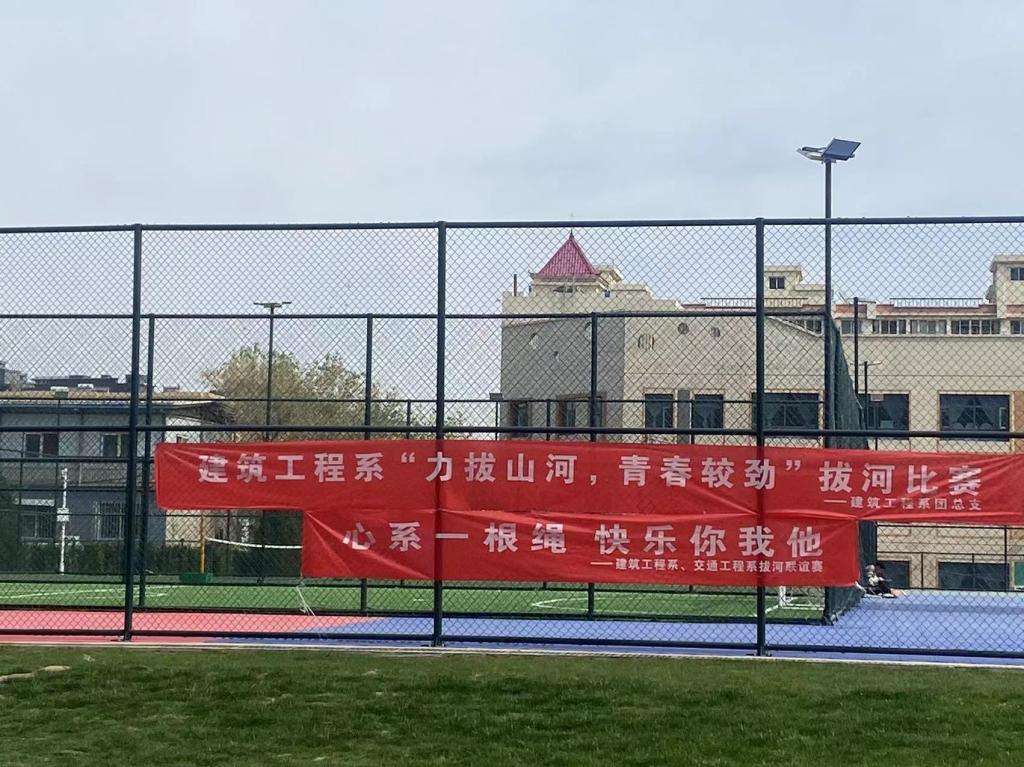 建筑工程系“力拔山河，青春较劲”拔河比赛
——建筑工程系团总支
心系一根绳 快乐你我他
——建筑工程系、交通工程系拔河联谊赛